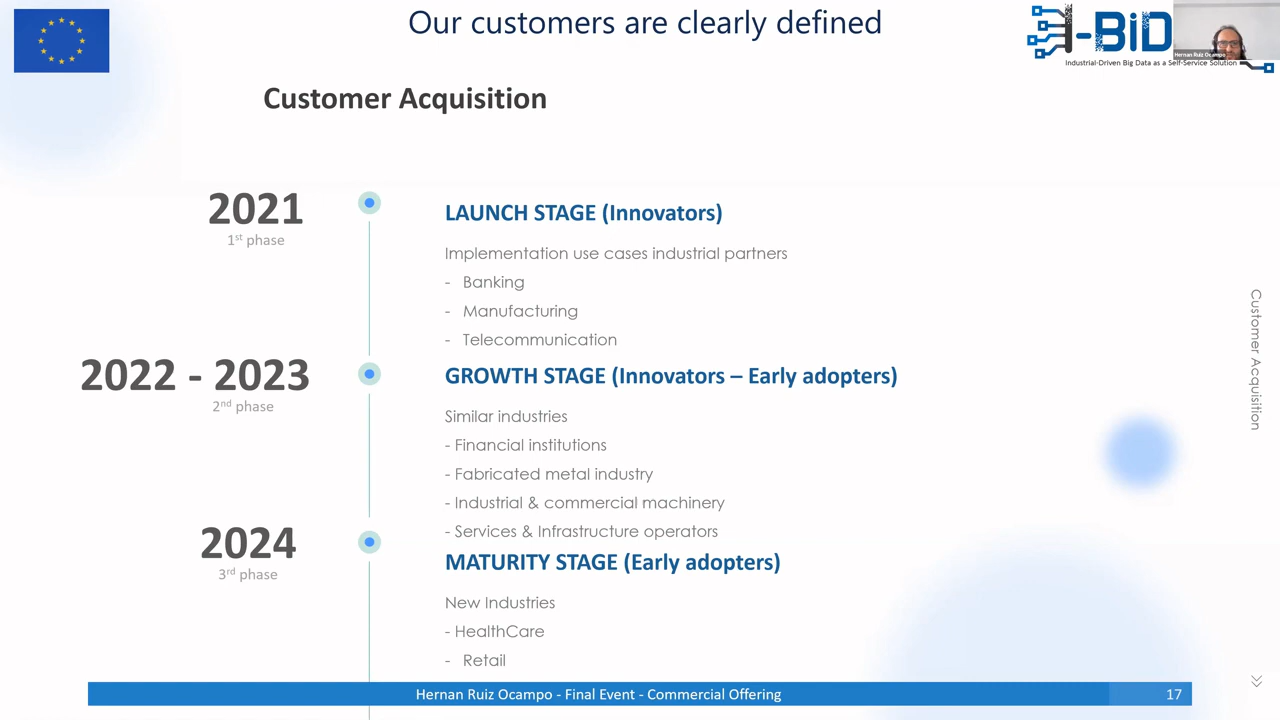 Our customers are clearly defined
I-BiD
Industrial-Driven Big Data as a Self-Service Solution
Hernan Ruiz Ocampo
Customer Acquisition
2021
1st phase
LAUNCH STAGE (Innovators)
Implementation use cases industrial partners
- Banking
- Manufacturing
- Telecommunication
2022 - 2023
2nd phase
GROWTH STAGE (Innovators – Early adopters)
Similar industries
- Financial institutions
- Fabricated metal industry
- Industrial & commercial machinery
- Services & Infrastructure operators
2024
3rd phase
MATURITY STAGE (Early adopters)
New Industries
- HealthCare
- Retail
Customer Acquisition
Hernan Ruiz Ocampo - Final Event - Commercial Offering
17